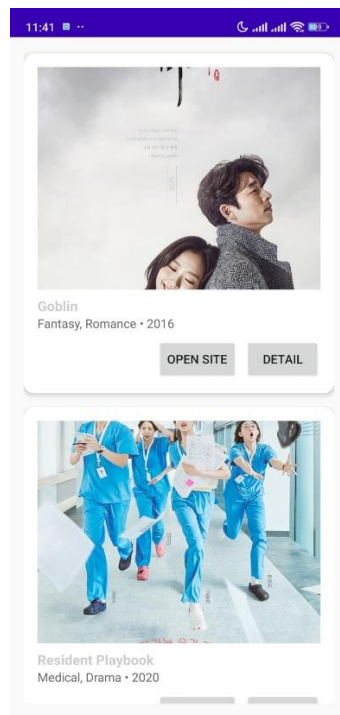 11:41
Goblin
Fantasy, Romance • 2016
OPEN SITE
DETAIL
Resident Playbook
Medical, Drama • 2020